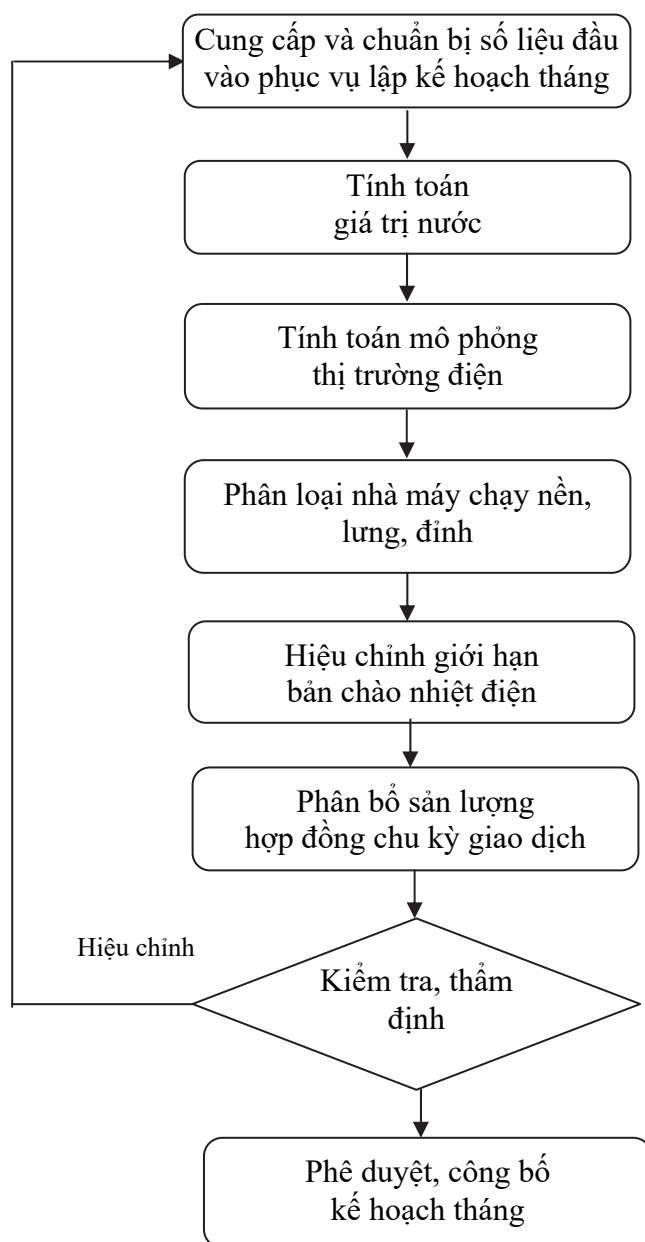 Cung cấp và chuẩn bị số liệu đầu
vào phục vụ lập kế hoạch tháng
Tính toán
giá trị nước
Tính toán mô phỏng
thị trường điện
Phân loại nhà máy chạy nền,
lưng, đỉnh
Hiệu chỉnh giới hạn
bản chào nhiệt điện
Phân bổ sản lượng
hợp đồng chu kỳ giao dịch
Hiệu chỉnh
Kiểm tra, thẩm
định
Phê duyệt, công bố
kế hoạch tháng